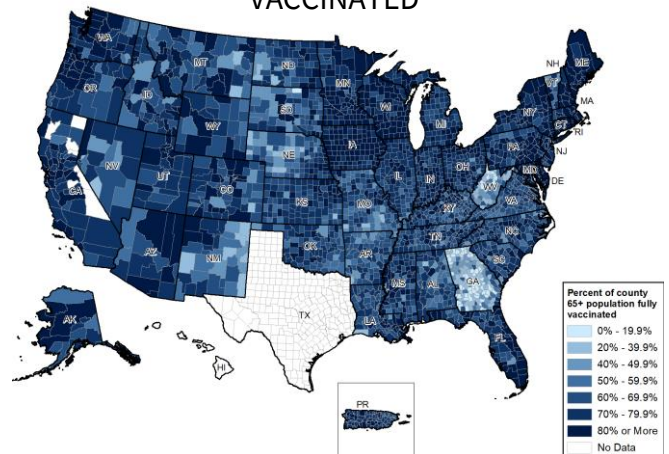 VACCINATED
WA
MT
ND
MN
OR
ID
SD
WI
MI
WY
NE
IA
NV
UT
CO
KS
MO
IL
IN
OH
CA
AZ
NM
OK
AR
KY
TN
WV
VA
NC
SC
MS
AL
GA
LA
TX
FL
NH
VT
ME
NY
MA
CT
RI
PA
NJ
MD
DE
AK
HI
PR
Percent of county
65+ population fully
vaccinated
0% - 19.9%
20% - 39.9%
40% - 49.9%
50% - 59.9%
60% - 69.9%
70% - 79.9%
80% or More
No Data